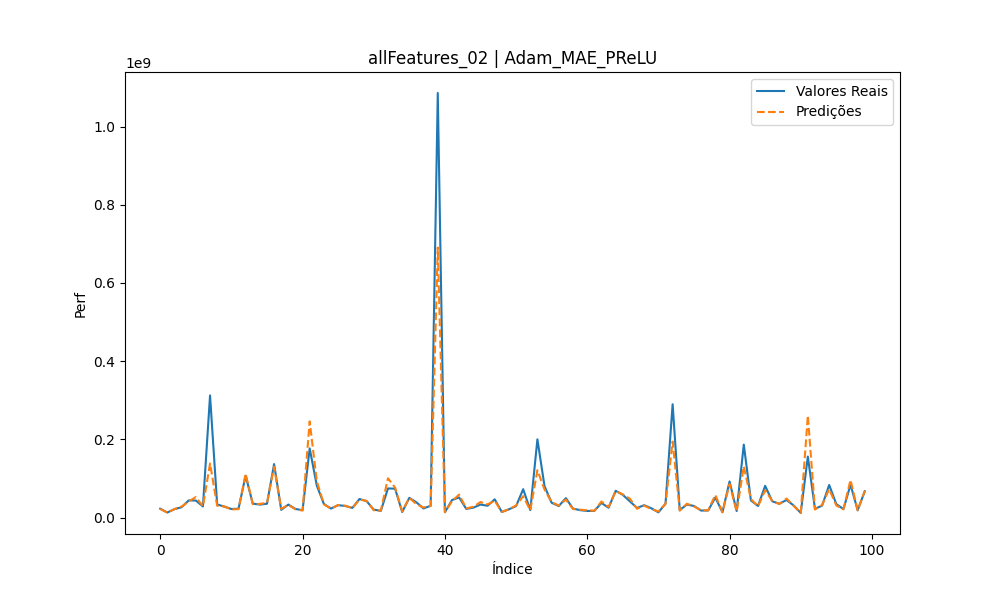 allFeatures_02 | Adam_MAE_PReLU
1e9
Valores Reais
Predições
1.0
0.8
0.6
0.4
0.2
0.0
Perf
0 20 40 60 80 100
Índice